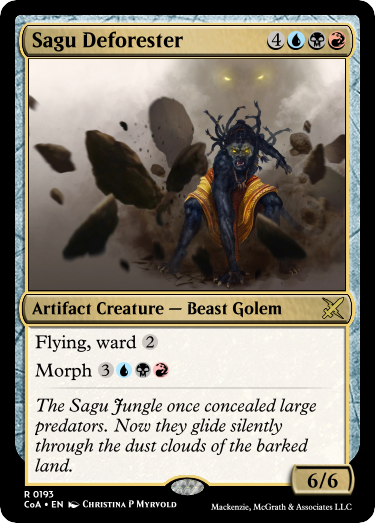 Sagu Deforester 4
Artifact Creature — Beast Golem
Flying, ward 2
Morph 3
The Sagu Jungle once concealed large
predators. Now they glide silently
through the dust clouds of the barked
land.
6/6
R 0193
CoA • EN Christina P Myrvold
Mackenzie, McGrath & Associates LLC